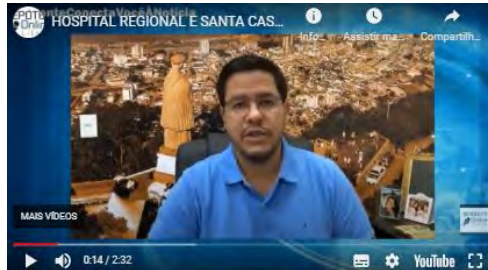 HOSPITAL REGIONAL E SANTA CAS...
Info...
Assistir ma...
Compartilh...
MAIS VÍDEOS
0:14 / 2:32
YouTube